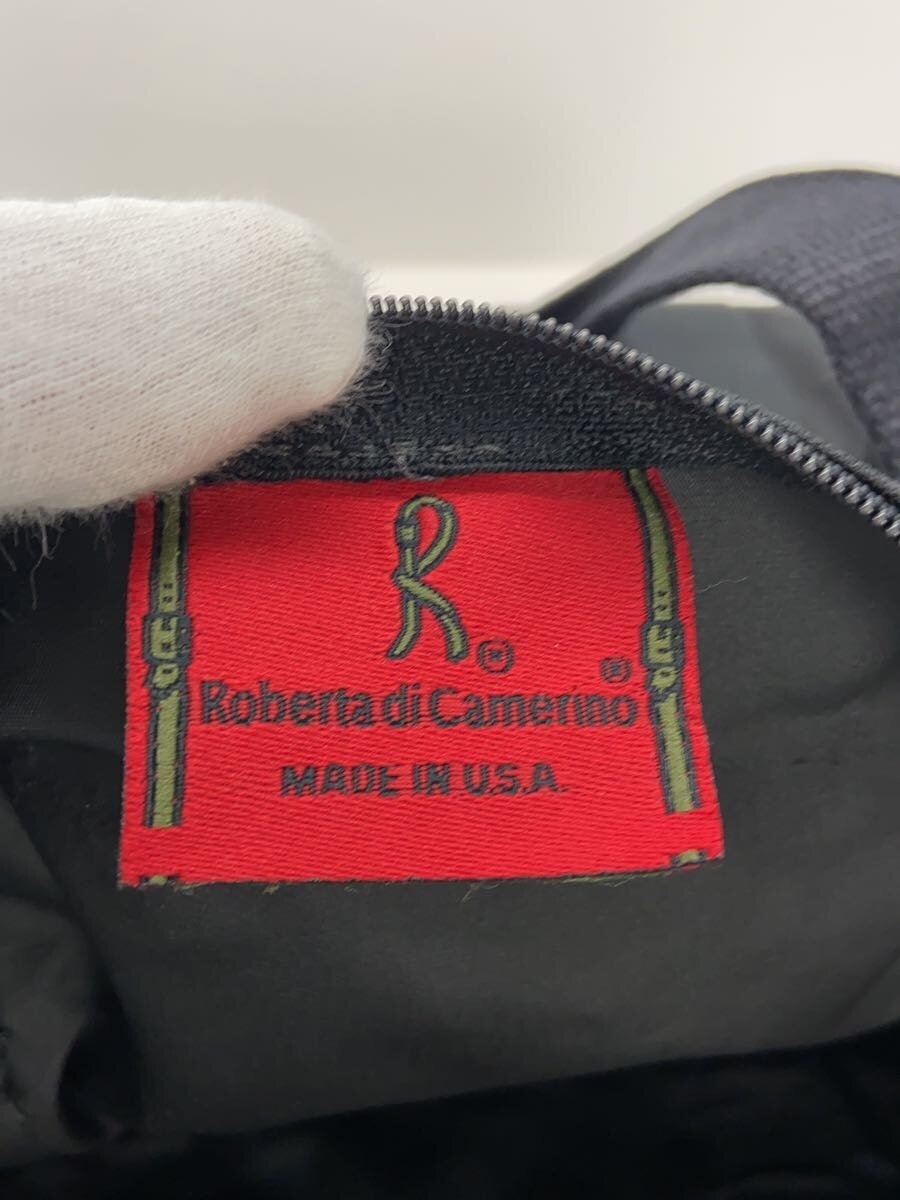 R®
Roberta di Camerino®
MADE IN U.S.A.